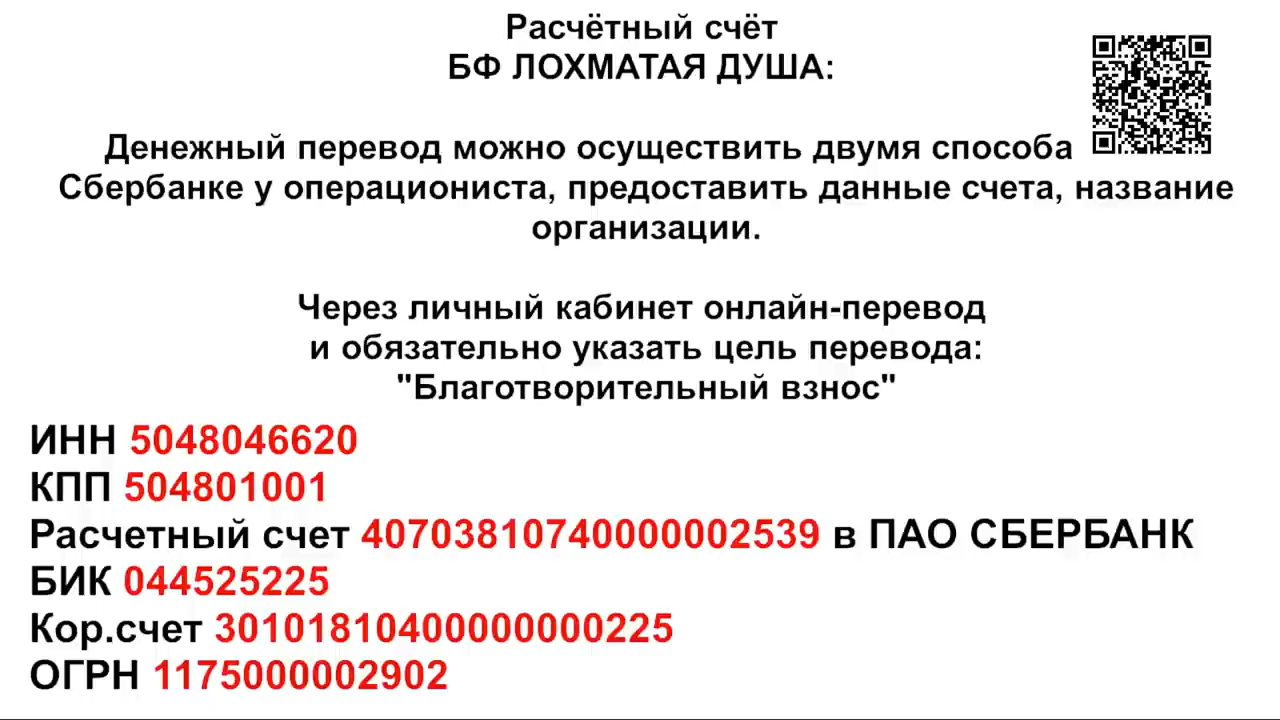 Расчётный счёт
БФ ЛОХМАТАЯ ДУША:
Денежный перевод можно осуществить двумя способа
Сбербанке у операциониста, предоставить данные счета, название
организации.
Через личный кабинет онлайн-перевод
и обязательно указать цель перевода:
"Благотворительный взнос"
ИНН 5048046620
КПП 504801001
Расчетный счет 40703810740000002539 в ПАО СБЕРБАНК
БИК 044525225
Кор.счет 30101810400000000225
ОГРН 1175000002902